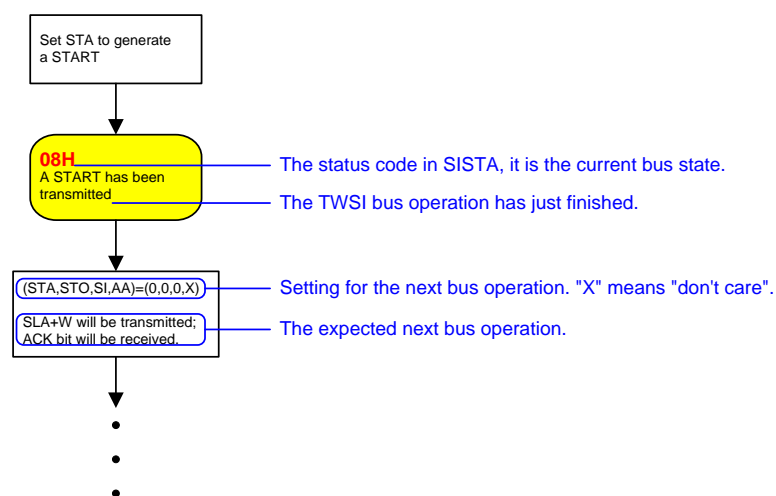 Set STA to generate
a START
08H
A START has been
transmitted
The status code in SISTA, it is the current bus state.
The TWSI bus operation has just finished.
(STA,STO,SI,AA)=(0,0,0,X)
Setting for the next bus operation. "X" means "don't care".
SLA+W will be transmitted;
ACK bit will be received.
The expected next bus operation.